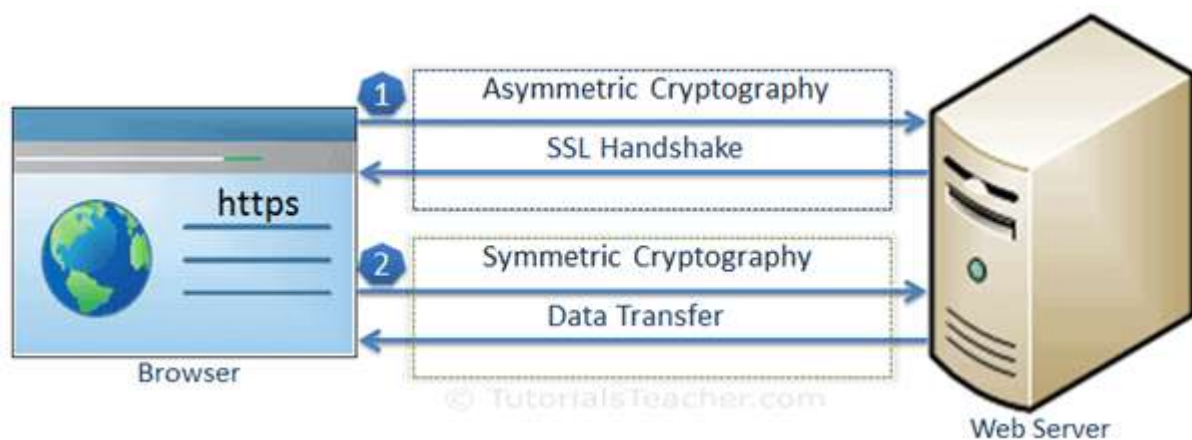 1
Asymmetric Cryptography
SSL Handshake
https
2
Symmetric Cryptography
Data Transfer
Browser
© TutorialsTeacher.com
Web Server